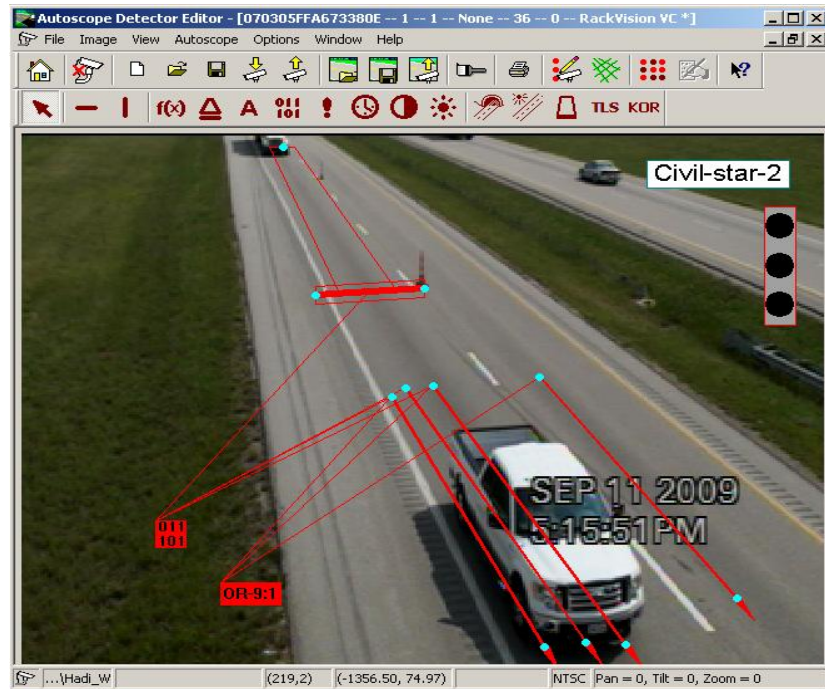 Autoscope Detector Editor - [070305FFA673380E -- 1 -- 1 -- None -- 36 -- 0 -- RackVision VC *]
File Image View Autoscope Options Window Help
f(x) A 011 101 ! TLS KOR
Civil-star-2
SEP 11 2009
5:15:51PM
011
101
OR-9:1
...\Hadi_W (219,2) (-1356.50, 74.97) NTSC Pan = 0, Tilt = 0, Zoom = 0